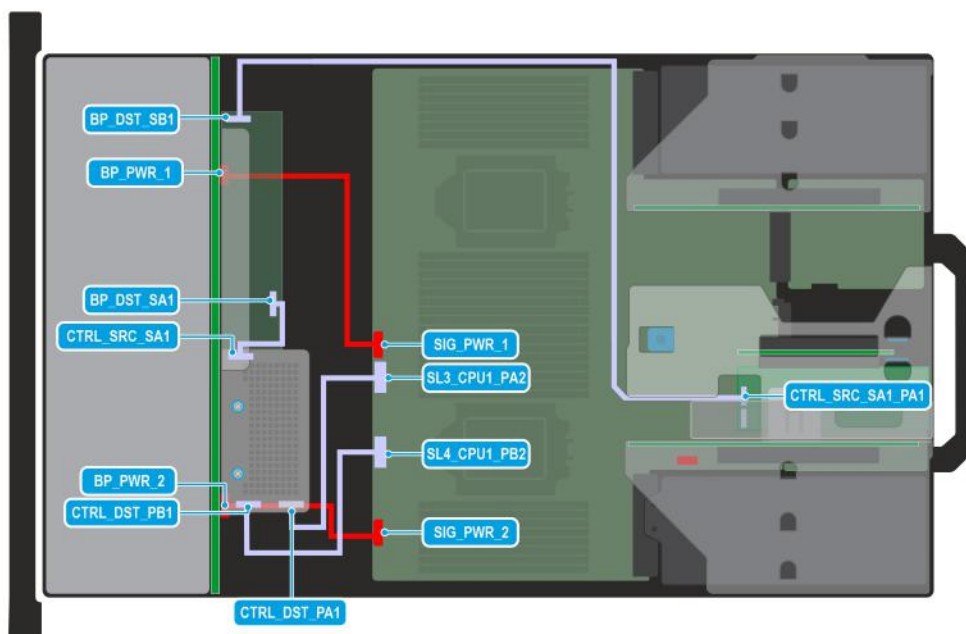 BP_DST_SB1
BP_PWR_1
BP_DST_SA1
CTRL_SRC_SA1
SIG_PWR_1
SL3_CPU1_PA2
CTRL_SRC_SA1_PA1
SL4_CPU1_PB2
BP_PWR_2
CTRL_DST_PB1
SIG_PWR_2
CTRL_DST_PA1